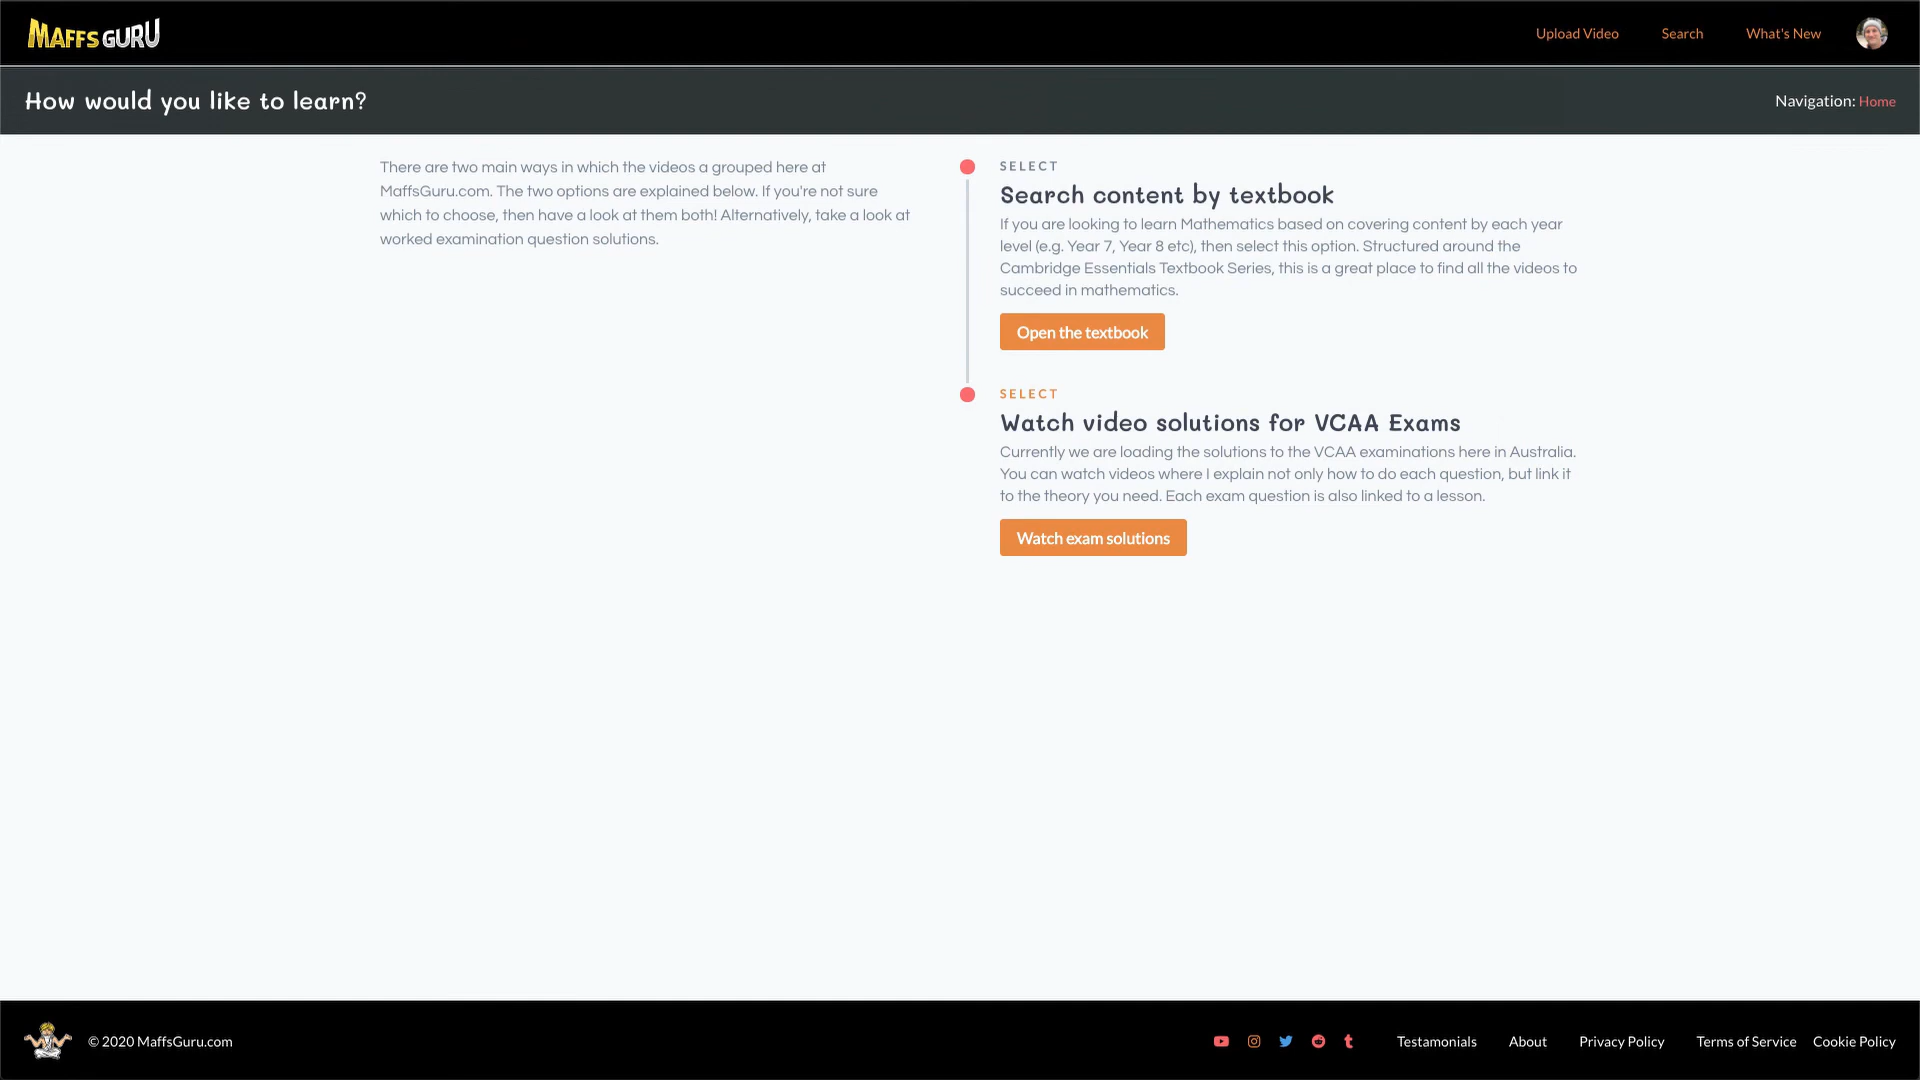 MAFFS GURU
Upload Video
Search
What's New
How would you like to learn?
Navigation: Home
There are two main ways in which the videos a grouped here at
MaffsGuru.com. The two options are explained below. If you're not sure
which to choose, then have a look at them both! Alternatively, take a look at
worked examination question solutions.
SELECT
Search content by textbook
If you are looking to learn Mathematics based on covering content by each year
level (e.g. Year 7, Year 8 etc), then select this option. Structured around the
Cambridge Essentials Textbook Series, this is a great place to find all the videos to
succeed in mathematics.
Open the textbook
SELECT
Watch video solutions for VCAA Exams
Currently we are loading the solutions to the VCAA examinations here in Australia.
You can watch videos where I explain not only how to do each question, but link it
to the theory you need. Each exam question is also linked to a lesson.
Watch exam solutions
© 2020 MaffsGuru.com
Testamonials
About
Privacy Policy
Terms of Service
Cookie Policy